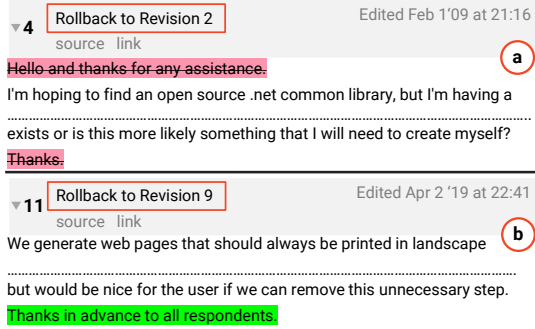 ▼4 Rollback to Revision 2 Edited Feb 1'09 at 21:16
source link
a
Hello and thanks for any assistance.
I'm hoping to find an open source .net common library, but I'm having a
................................................................................
exists or is this more likely something that I will need to create myself?
Thanks.
▼11 Rollback to Revision 9 Edited Apr 2 ‘19 at 22:41
source link
b
We generate web pages that should always be printed in landscape
................................................................................
but would be nice for the user if we can remove this unnecessary step.
Thanks in advance to all respondents.